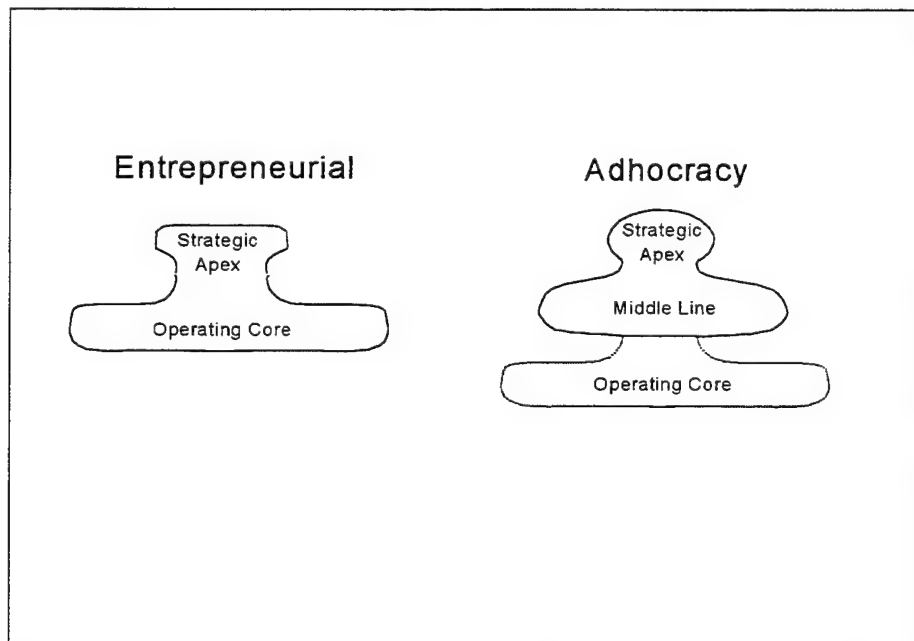 Entrepreneurial
Strategic
Apex
Operating Core
Adhocracy
Strategic
Apex
Middle Line
Operating Core